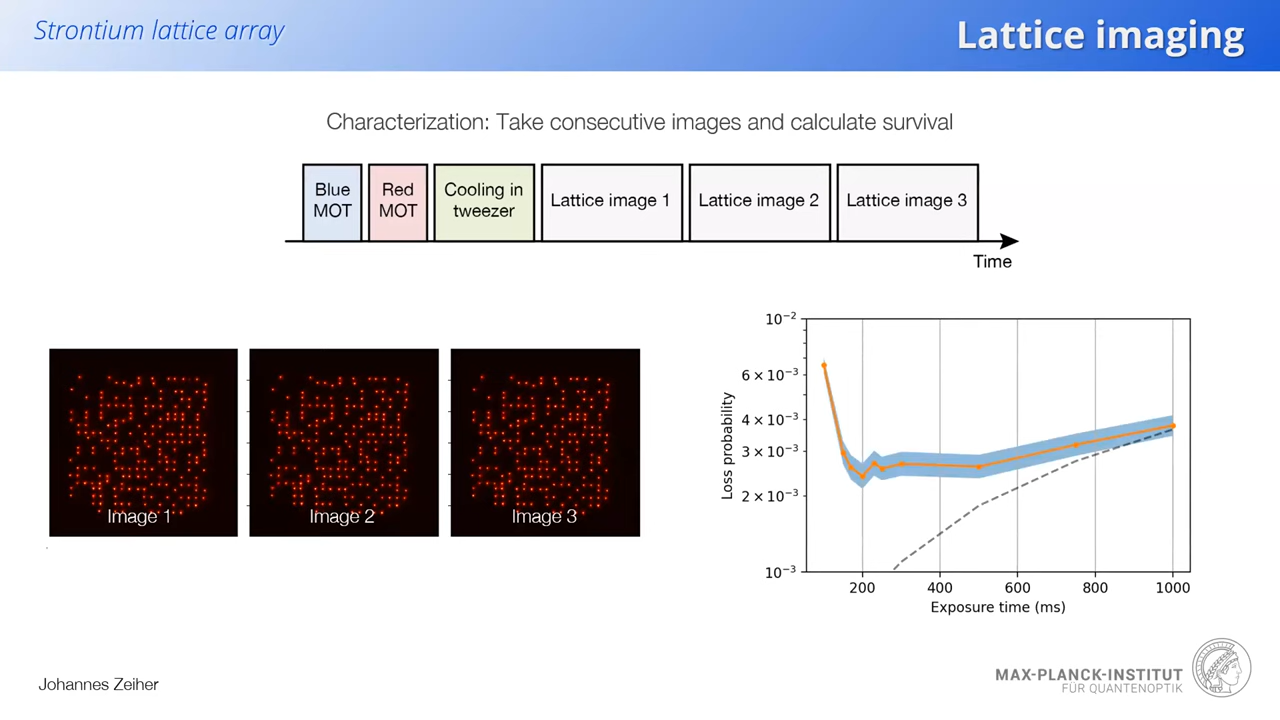 Strontium lattice array
Lattice imaging
Characterization: Take consecutive images and calculate survival
Blue
MOT
Red
MOT
Cooling in
tweezer
Lattice image 1
Lattice image 2
Lattice image 3
Time
Image 1
Image 2
Image 3
10⁻²
6 × 10⁻³
4 × 10⁻³
3 × 10⁻³
2 × 10⁻³
10⁻³
Loss probability
200 400 600 800 1000
Exposure time (ms)
Johannes Zeiher
MAX-PLANCK-INSTITUT
FÜR QUANTENOPTIK